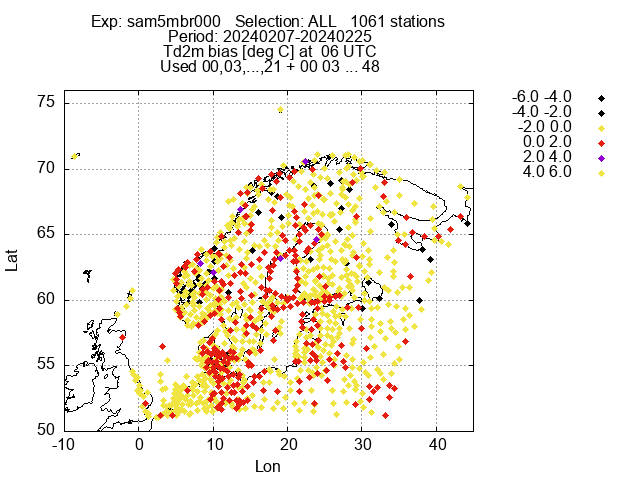 Exp: sam5mbr000   Selection: ALL   1061 stations
Period: 20240207-20240225
Td2m bias [deg C] at  06 UTC
Used 00,03,...,21 + 00 03 ... 48
-6.0 -4.0
-4.0 -2.0
-2.0 0.0
0.0 2.0
2.0 4.0
4.0 6.0
75
70
65
60
55
50
Lat
-10 0 10 20 30 40
Lon